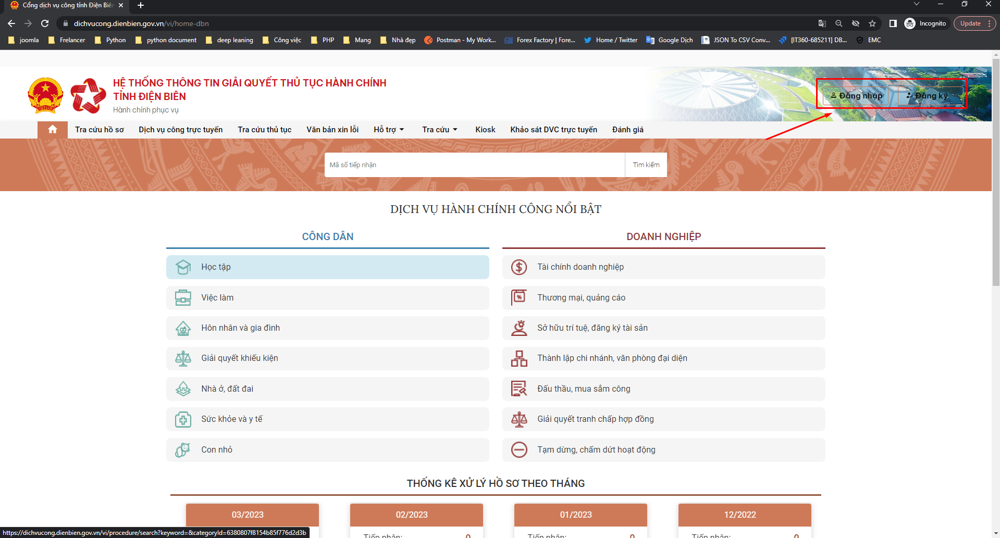 Cổng dịch vụ công tỉnh Điện Biên
dichvucong.dienbien.gov.vn/vi/home-dbn
Incognito
Update
joomla
Frelancer
Python
python document
deep leaning
Công việc
PHP
Mang
Nhà đẹp
Postman - My Work...
Forex Factory | Fore...
Home / Twitter
Google Dịch
JSON To CSV Conv...
[IT360-685211] DB...
EMC
VIỆT NAM
HỆ THỐNG THÔNG TIN GIẢI QUYẾT THỦ TỤC HÀNH CHÍNH
TỈNH ĐIỆN BIÊN
Hành chính phục vụ
Đăng nhập
Đăng ký
Tra cứu hồ sơ
Dịch vụ công trực tuyến
Tra cứu thủ tục
Văn bản xin lỗi
Hỗ trợ
Tra cứu
Kiosk
Khảo sát DVC trực tuyến
Đánh giá
Mã số tiếp nhận
Tìm kiếm
DỊCH VỤ HÀNH CHÍNH CÔNG NỔI BẬT
CÔNG DÂN
Học tập
Việc làm
Hôn nhân và gia đình
Giải quyết khiếu kiện
Nhà ở, đất đai
Sức khỏe và y tế
Con nhỏ
DOANH NGHIỆP
Tài chính doanh nghiệp
Thương mại, quảng cáo
Sở hữu trí tuệ, đăng ký tài sản
Thành lập chi nhánh, văn phòng đại diện
Đấu thầu, mua sắm công
Giải quyết tranh chấp hợp đồng
Tạm dừng, chấm dứt hoạt động
THỐNG KÊ XỬ LÝ HỒ SƠ THEO THÁNG
03/2023
02/2023
01/2023
12/2022
https://dichvucong.dienbien.gov.vn/vi/procedure/search?keyword=&categoryId=6380807f8154b85f776d2d3b
Tiếp nhận: 0
Tiếp nhận: 0
Tiếp nhận: 0